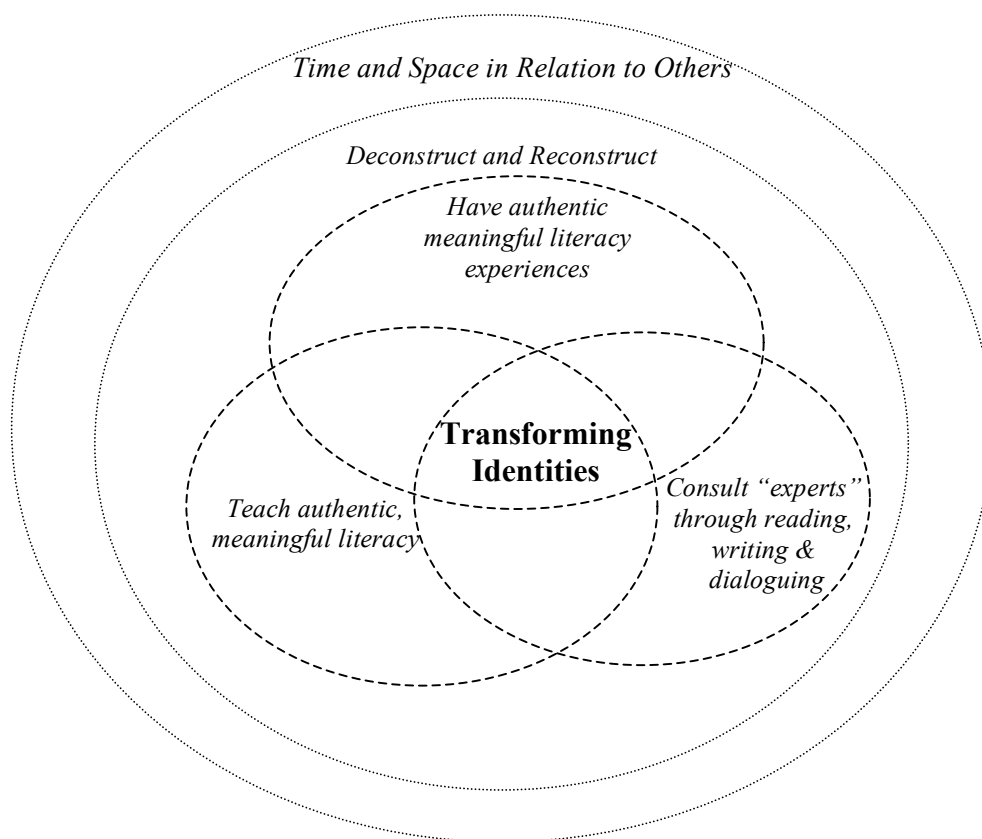 Time and Space in Relation to Others
Deconstruct and Reconstruct
Have authentic
meaningful literacy
experiences
Transforming
Identities
Teach authentic,
meaningful literacy
Consult “experts”
through reading,
writing &
dialoguing